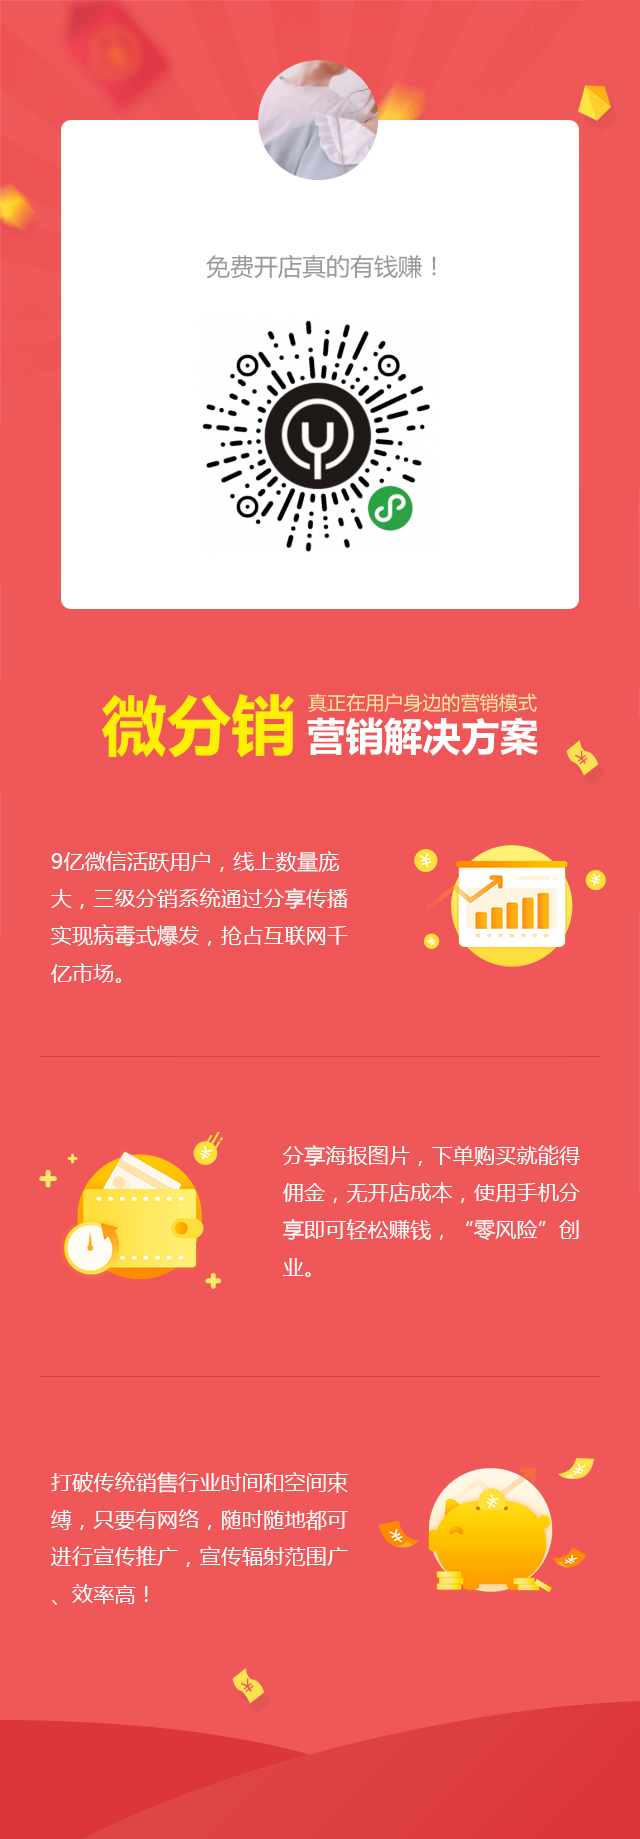 免费开店真的有钱赚！
微分销
真正在用户身边的营销模式
营销解决方案
9亿微信活跃用户，线上数量庞
大，三级分销系统通过分享传播
实现病毒式爆发，抢占互联网千
亿市场。
分享海报图片，下单购买就能得
佣金，无开店成本，使用手机分
享即可轻松赚钱，“零风险”创
业。
打破传统销售行业时间和空间束
缚，只要有网络，随时随地都可
进行宣传推广，宣传辐射范围广
、效率高！